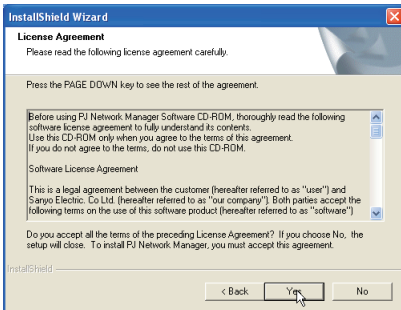 InstallShield Wizard
License Agreement
Please read the following license agreement carefully.
Press the PAGE DOWN key to see the rest of the agreement.
Before using PJ Network Manager Software CD-ROM, thoroughly read the following
software license agreement to fully understand its contents.
Use this CD-ROM only when you agree to the terms of this agreement.
If you do not agree to the terms, do not use this CD-ROM.
Software License Agreement
This is a legal agreement between the customer (hereafter referred to as "user") and
Sanyo Electric. Co Ltd. (hereafter referred to as "our company"). Both parties accept the
following terms on the use of this software product (hereafter referred to as "software")
Do you accept all the terms of the preceding License Agreement? If you choose No, the
setup will close. To install PJ Network Manager, you must accept this agreement.
InstallShield
< Back Yes No